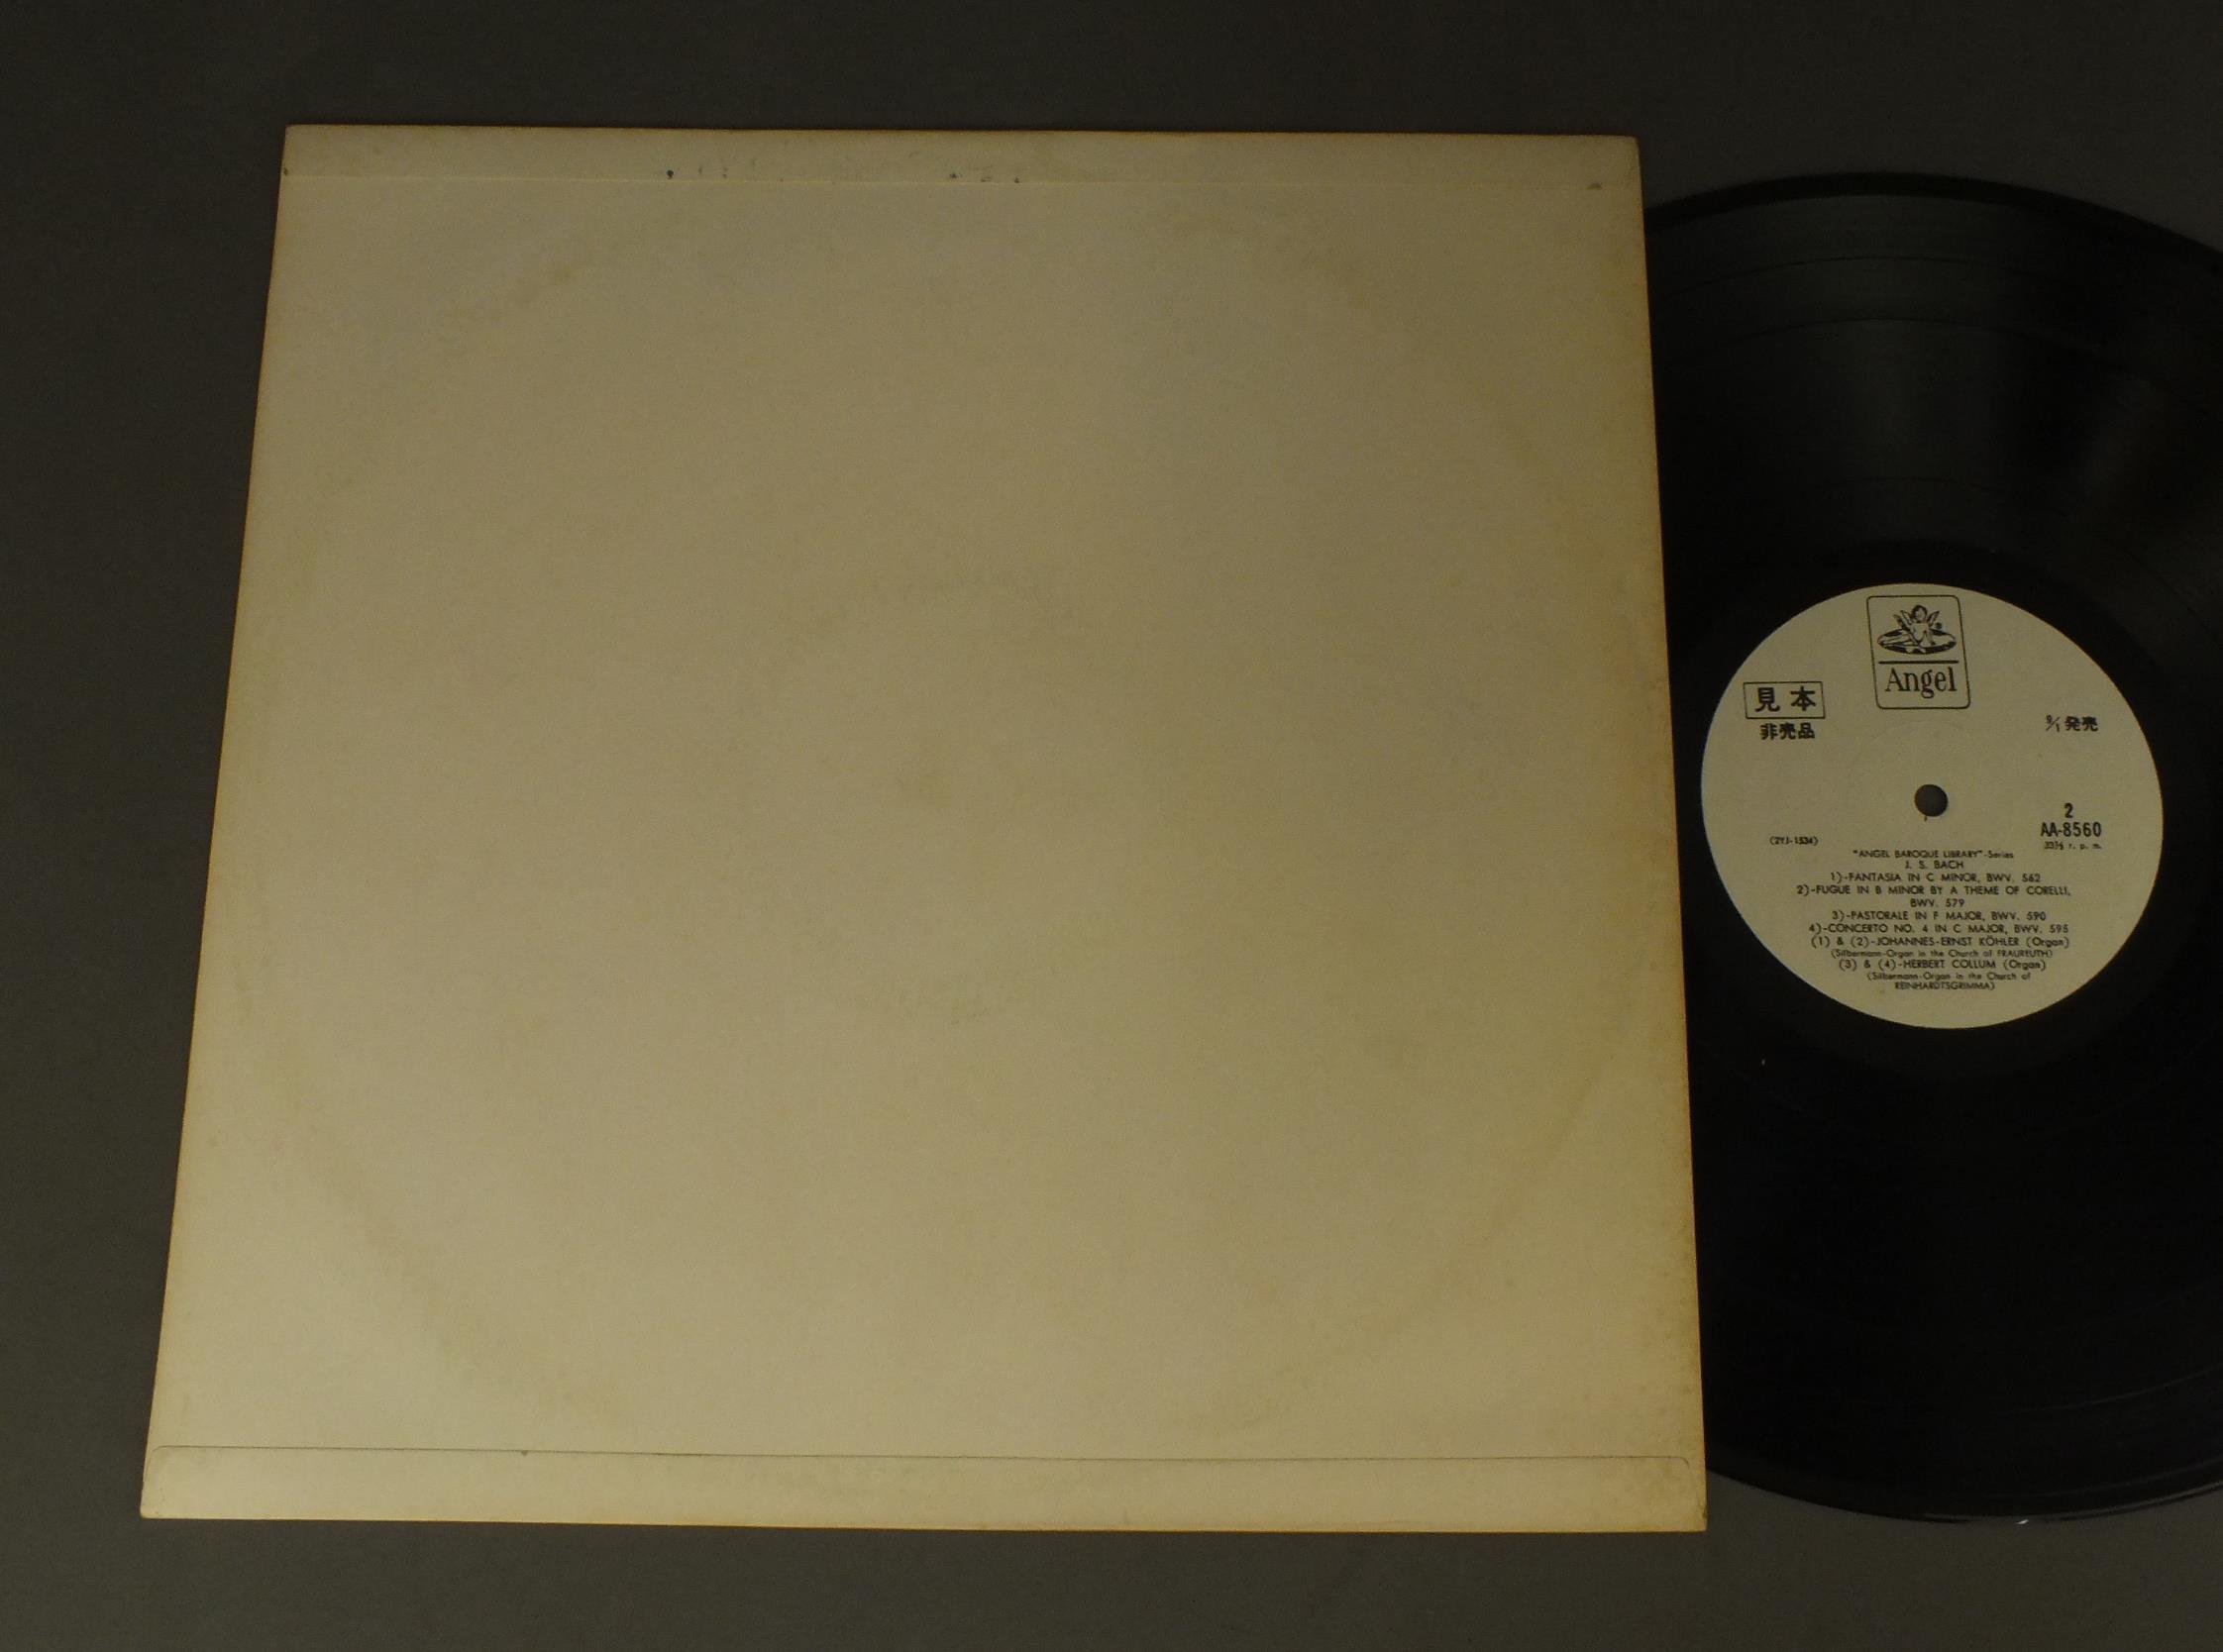 Angel
見本
非売品
9/1発売
2
AA-8560
33⅓ r. p. m.
(2YJ-1534)
"ANGEL BAROQUE LIBRARY"-Series
J. S. BACH
1)-FANTASIA IN C MINOR, BWV. 562
2)-FUGUE IN B MINOR BY A THEME OF CORELLI,
BWV. 579
3)-PASTORALE IN F MAJOR, BWV. 590
4)-CONCERTO NO. 4 IN C MAJOR, BWV. 595
(1) & (2)-JOHANNES-ERNST KÖHLER (Organ)
(Silbermann-Organ in the Church of FRAUREUTH)
(3) & (4)-HERBERT COLLUM (Organ)
(Silbermann-Organ in the Church of
REINHARDTSGRIMMA)